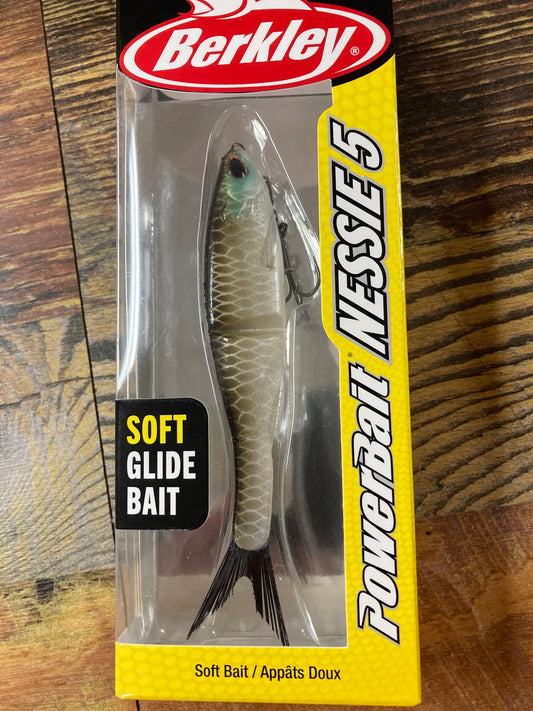 Berkley®
PowerBait® NESSIE 5
SOFT
GLIDE
BAIT
Soft Bait / Appâts Doux